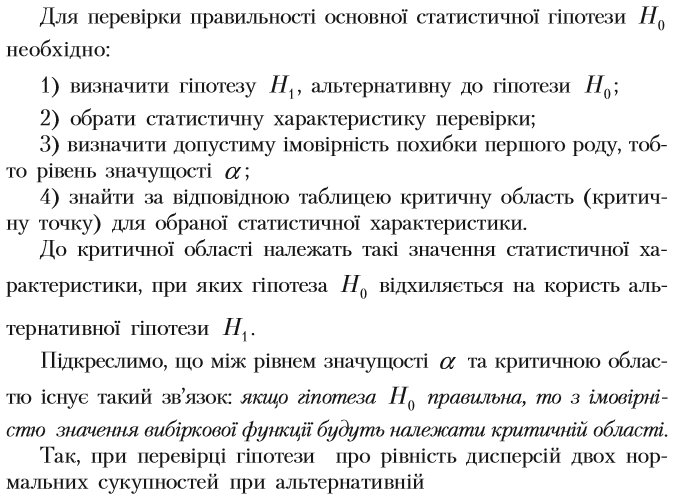 Для перевірки правильності основної статистичної гіпотези H₀
необхідно:
1) визначити гіпотезу H₁, альтернативну до гіпотези H₀;
2) обрати статистичну характеристику перевірки;
3) визначити допустиму імовірність похибки першого роду, тоб-
то рівень значущості α;
4) знайти за відповідною таблицею критичну область (критич-
ну точку) для обраної статистичної характеристики.
До критичної області належать такі значення статистичної ха-
рактеристики, при яких гіпотеза H₀ відхиляється на користь аль-
тернативної гіпотези H₁.
Підкреслимо, що між рівнем значущості α та критичною облас-
тю існує такий зв’язок: якщо гіпотеза H₀ правильна, то з імовірні-
стю значення вибіркової функції будуть належати критичній області.
Так, при перевірці гіпотези про рівність дисперсій двох нор-
мальних сукупностей при альтернативній